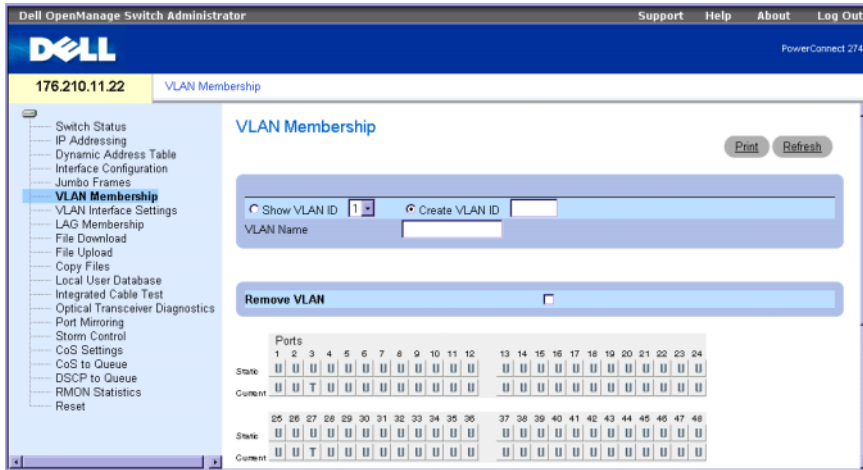 Dell OpenManage Switch Administrator
Support Help About Log Out
DELL
PowerConnect 274
176.210.11.22
VLAN Membership
Switch Status
IP Addressing
Dynamic Address Table
Interface Configuration
Jumbo Frames
VLAN Membership
VLAN Interface Settings
LAG Membership
File Download
File Upload
Copy Files
Local User Database
Integrated Cable Test
Optical Transceiver Diagnostics
Port Mirroring
Storm Control
CoS Settings
CoS to Queue
DSCP to Queue
RMON Statistics
Reset
VLAN Membership
Print Refresh
Show VLAN ID 1 Create VLAN ID
VLAN Name
Remove VLAN
Ports
1 2 3 4 5 6 7 8 9 10 11 12 13 14 15 16 17 18 19 20 21 22 23 24
Static U U U U U U U U U U U U U U U U U U U U U U U U
Current U U T U U U U U U U U U U U U U U U U U U U U U
25 26 27 28 29 30 31 32 33 34 35 36 37 38 39 40 41 42 43 44 45 46 47 48
Static U U U U U U U U U U U U U U U U U U U U U U U U
Current U U T U U U U U U U U U U U U U U U U U U U U U